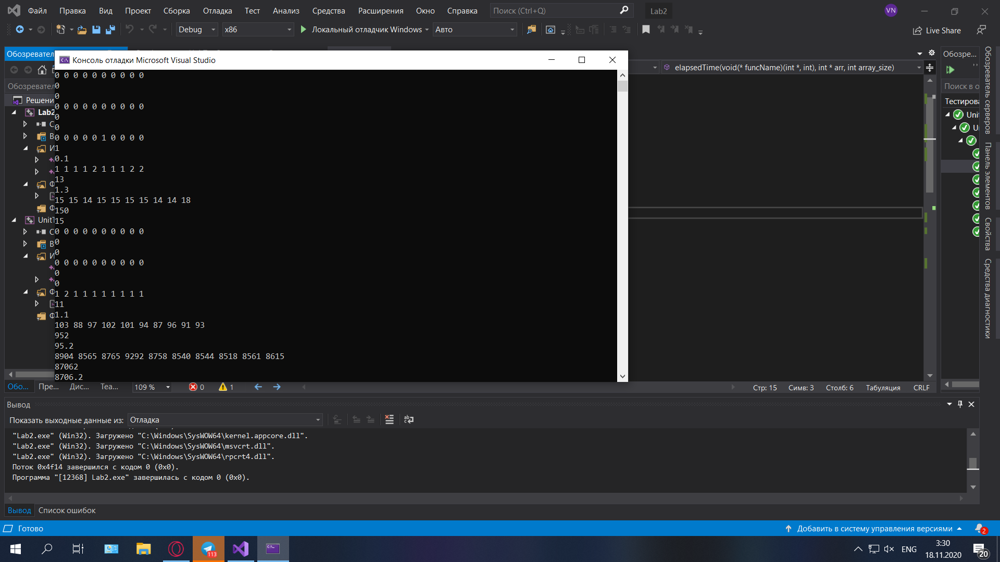 Файл Правка Вид Проект Сборка Отладка Тест Анализ Средства Расширения Окно Справка Поиск (Ctrl+Q) Lab2 VN
Debug x86 Локальный отладчик Windows Авто Live Share
Обозревател
Консоль отладки Microsoft Visual Studio
elapsedTime(void(* funcName)(int *, int), int * arr, int array_size)
Обозре...
Обозревател
Поиск в о
Решени
Тестирова
Lab2
Uni
С
U
В
И
Ф
Ф
UnitT
С
В
И
Ф
Ф
0 0 0 0 0 0 0 0 0 0
0
0
0 0 0 0 0 0 0 0 0 0
0
0
0 0 0 0 0 1 0 0 0 0
1
0.1
1 1 1 1 2 1 1 1 2 2
13
1.3
15 15 14 15 15 15 15 14 14 18
150
15
0 0 0 0 0 0 0 0 0 0
0
0
0 0 0 0 0 0 0 0 0 0
0
0
1 2 1 1 1 1 1 1 1 1
11
1.1
103 88 97 102 101 94 87 96 91 93
952
95.2
8904 8565 8765 9292 8758 8540 8544 8518 8561 8615
87062
8706.2
Обозреватель серверов
Панель элементов
Свойства
Средства диагностики
Обо... Пре... Дис... Tea...
109 % 0 1
Стр: 15 Симв: 3 Столб: 6 Табуляция CRLF
Вывод
Показать выходные данные из: Отладка
"Lab2.exe" (Win32). Загружено "C:\Windows\SysWOW64\kernel.appcore.dll".
"Lab2.exe" (Win32). Загружено "C:\Windows\SysWOW64\msvcrt.dll".
"Lab2.exe" (Win32). Загружено "C:\Windows\SysWOW64\rpcrt4.dll".
Поток 0x4f14 завершился с кодом 0 (0x0).
Программа "[12368] Lab2.exe" завершилась с кодом 0 (0x0).
Вывод Список ошибок
Готово
Добавить в систему управления версиями 2
113
ENG
3:30
18.11.2020
20